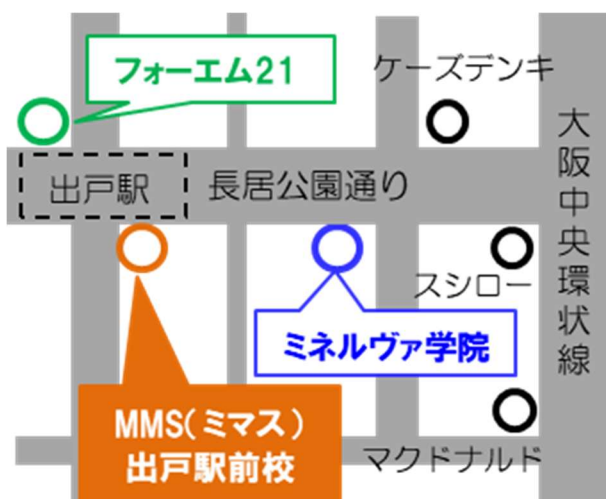 フォーエム21
ケーズデンキ
大阪中央環状線
出戸駅
長居公園通り
スシロー
ミネルヴァ学院
MMS(ミマス)
出戸駅前校
マクドナルド